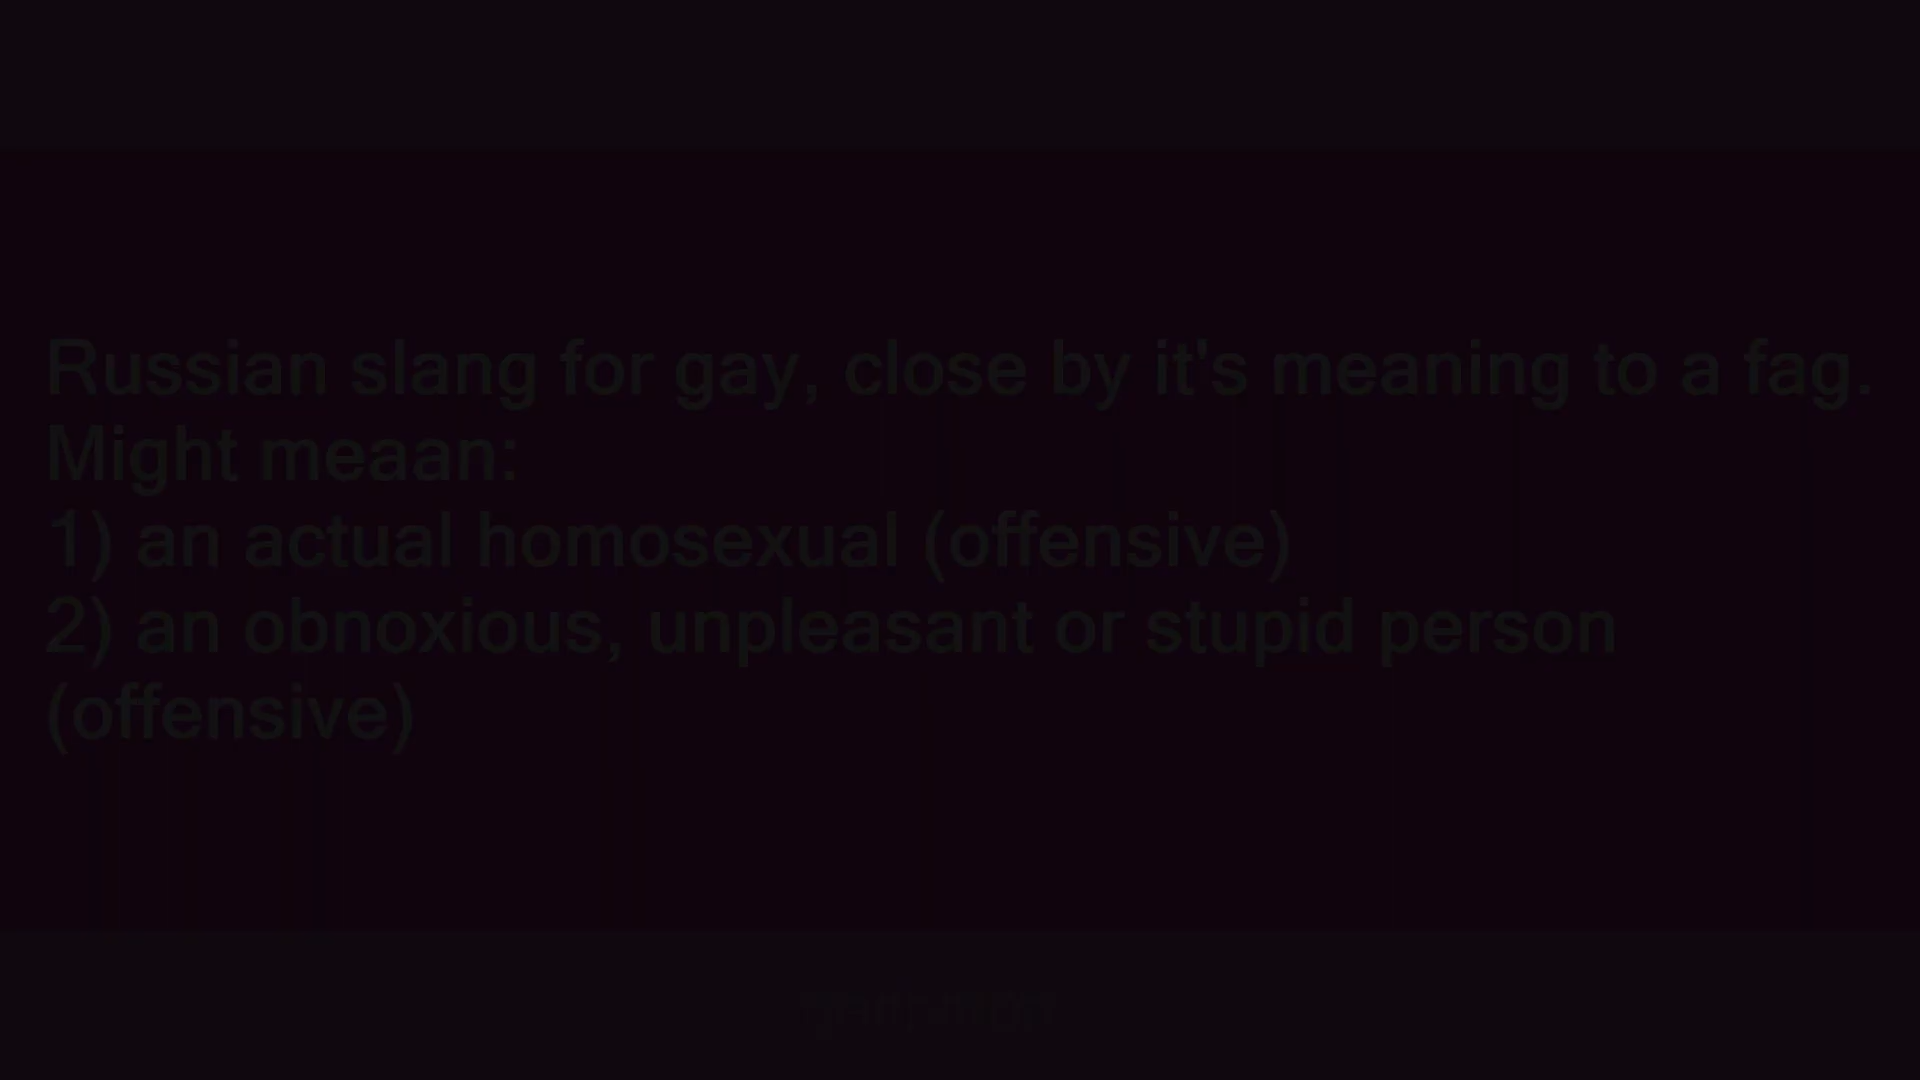 Russian slang for gay, close by it's meaning to a fag.
Might meaan:
1) an actual homosexual (offensive)
2) an obnoxious, unpleasant or stupid person
(offensive)